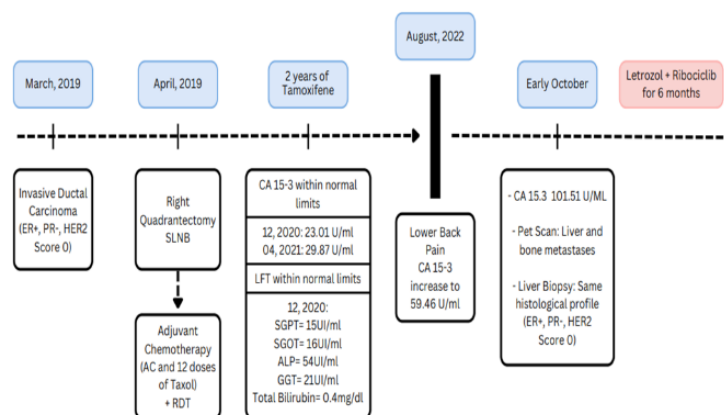 March, 2019
Invasive Ductal
Carcinoma
(ER+, PR-, HER2
Score 0)
April, 2019
Right
Quadrantectomy
SLNB
Adjuvant
Chemotherapy
(AC and 12 doses
of Taxol)
+ RDT
2 years of
Tamoxifene
CA 15-3 within normal
limits
12, 2020: 23.01 U/ml
04, 2021: 29.87 U/ml
LFT within normal limits
12, 2020:
SGPT= 15UI/ml
SGOT= 16UI/ml
ALP= 54UI/ml
GGT= 21UI/ml
Total Bilirubin= 0.4mg/dl
August, 2022
Lower Back
Pain
CA 15-3
increase to
59.46 U/ml
Early October
- CA 15.3 101.51 U/ML
- Pet Scan: Liver and
bone metastases
- Liver Biopsy: Same
histological profile
(ER+, PR-, HER2
Score 0)
Letrozol + Ribociclib
for 6 months